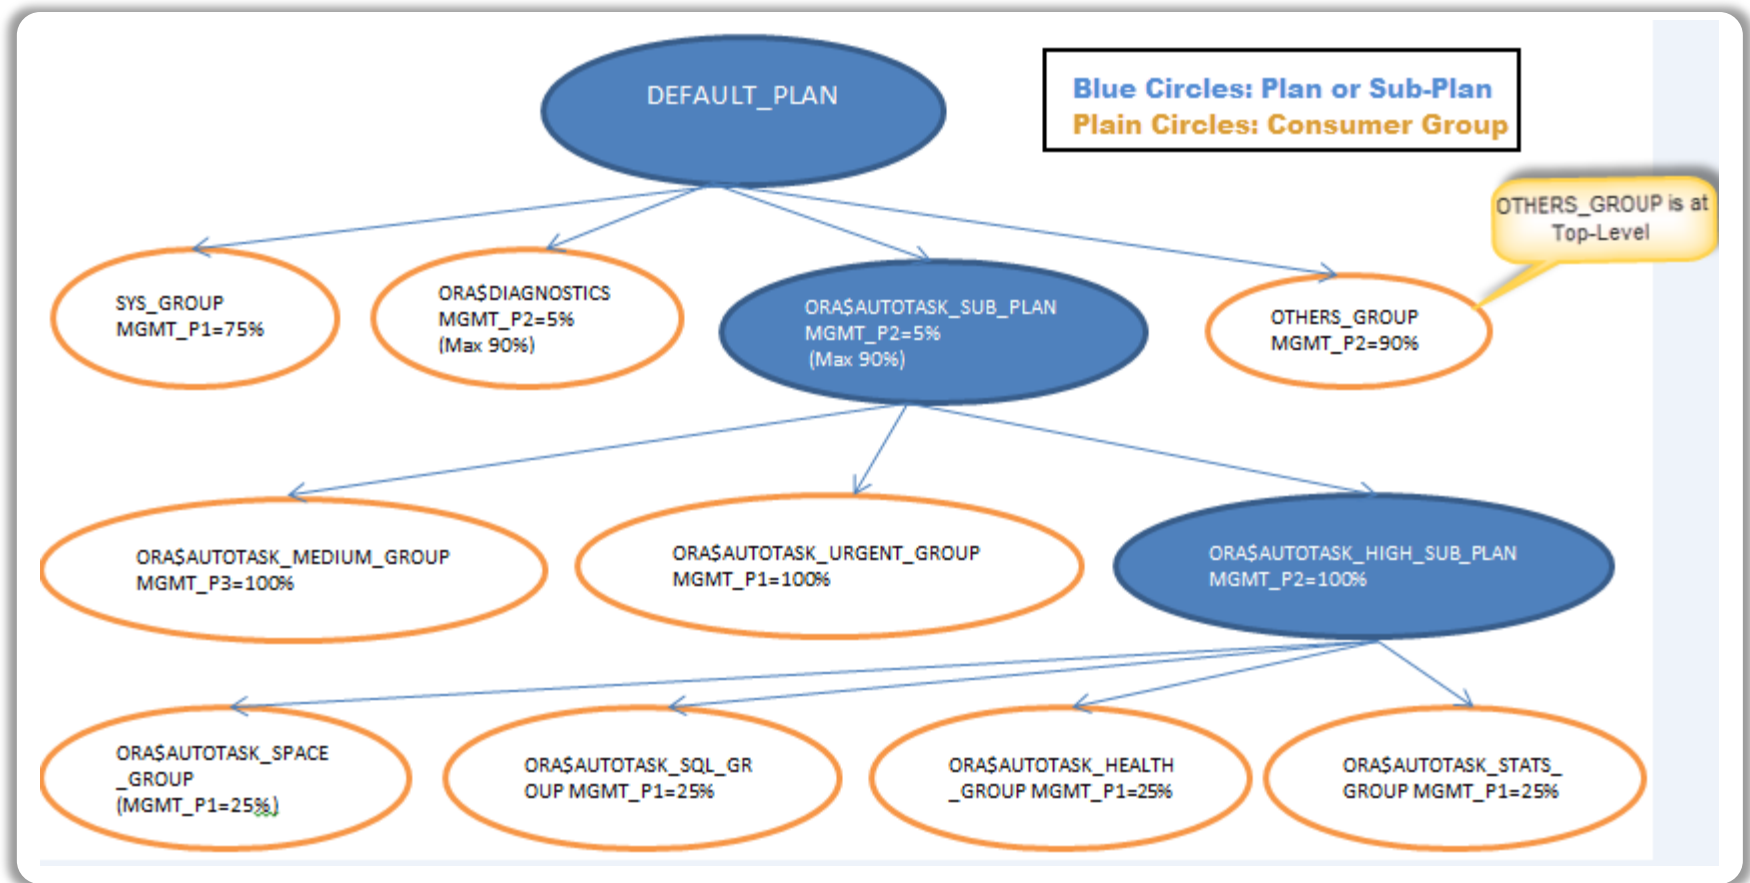 DEFAULT_PLAN
Blue Circles: Plan or Sub-Plan
Plain Circles: Consumer Group
OTHERS_GROUP is at
Top-Level
SYS_GROUP
MGMT_P1=75%
ORA$DIAGNOSTICS
MGMT_P2=5%
(Max 90%)
ORA$AUTOTASK_SUB_PLAN
MGMT_P2=5%
(Max 90%)
OTHERS_GROUP
MGMT_P2=90%
ORA$AUTOTASK_MEDIUM_GROUP
MGMT_P3=100%
ORA$AUTOTASK_URGENT_GROUP
MGMT_P1=100%
ORA$AUTOTASK_HIGH_SUB_PLAN
MGMT_P2=100%
ORA$AUTOTASK_SPACE
_GROUP
(MGMT_P1=25%)
ORA$AUTOTASK_SQL_GR
OUP MGMT_P1=25%
ORA$AUTOTASK_HEALTH
_GROUP MGMT_P1=25%
ORA$AUTOTASK_STATS_
GROUP MGMT_P1=25%